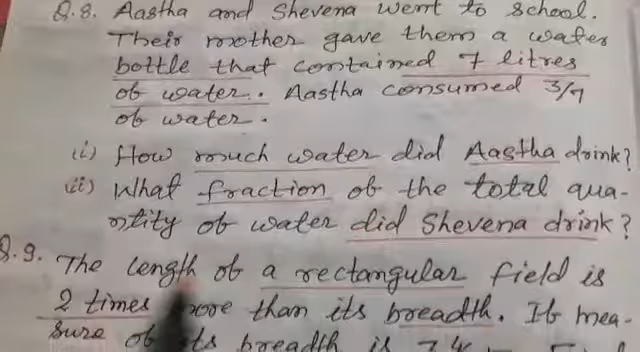 Q.8. Aastha and Shevena went to school.
Their mother gave them a water
bottle that contained 7 litres
of water. Aastha consumed 3/7
of water.
(i) How much water did Aastha drink?
(ii) What fraction of the total qua-
ntity of water did Shevena drink?
Q.9. The length of a rectangular field is
2 times more than its breadth. If mea-
sure of its breadth is